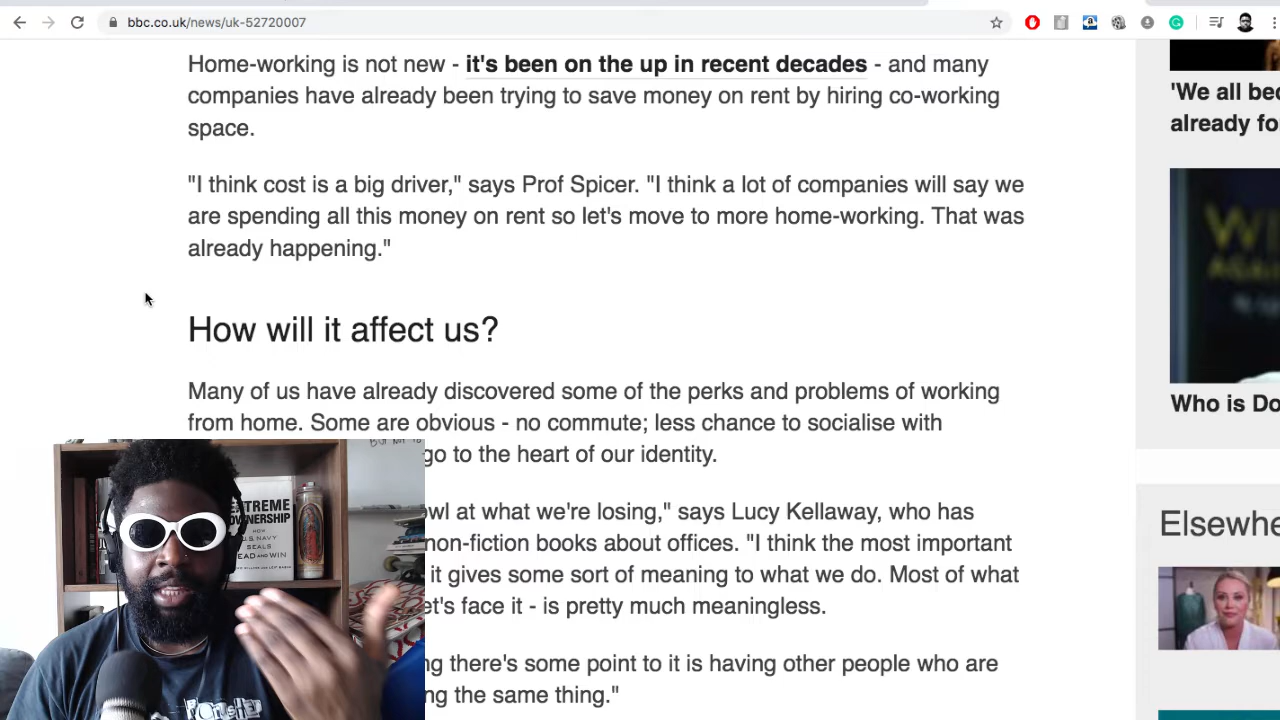 bbc.co.uk/news/uk-52720007
Home-working is not new - it's been on the up in recent decades - and many
companies have already been trying to save money on rent by hiring co-working
space.
"I think cost is a big driver," says Prof Spicer. "I think a lot of companies will say we
are spending all this money on rent so let's move to more home-working. That was
already happening."
How will it affect us?
Many of us have already discovered some of the perks and problems of working
from home. Some are obvious - no commute; less chance to socialise with
go to the heart of our identity.
wl at what we're losing," says Lucy Kellaway, who has
non-fiction books about offices. "I think the most important
it gives some sort of meaning to what we do. Most of what
et's face it - is pretty much meaningless.
ng there's some point to it is having other people who are
ng the same thing."
'We all bec
already fo
Who is Do
Elsewhe
TREME
OWNERSHIP
HOW
U.S. NAVY
SEALS
EAD AND WIN